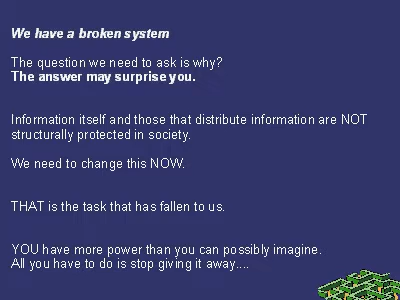 We have a broken system
The question we need to ask is why?
The answer may surprise you.
Information itself and those that distribute information are NOT
structurally protected in society.
We need to change this NOW.
THAT is the task that has fallen to us.
YOU have more power than you can possibly imagine.
All you have to do is stop giving it away....